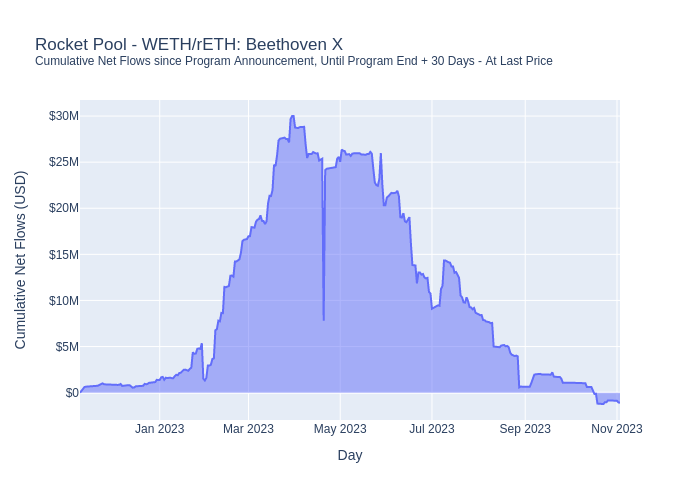 Rocket Pool - WETH/rETH: Beethoven X
Cumulative Net Flows since Program Announcement, Until Program End + 30 Days - At Last Price
Cumulative Net Flows (USD)
$30M
$25M
$20M
$15M
$10M
$5M
$0
Jan 2023 Mar 2023 May 2023 Jul 2023 Sep 2023 Nov 2023
Day